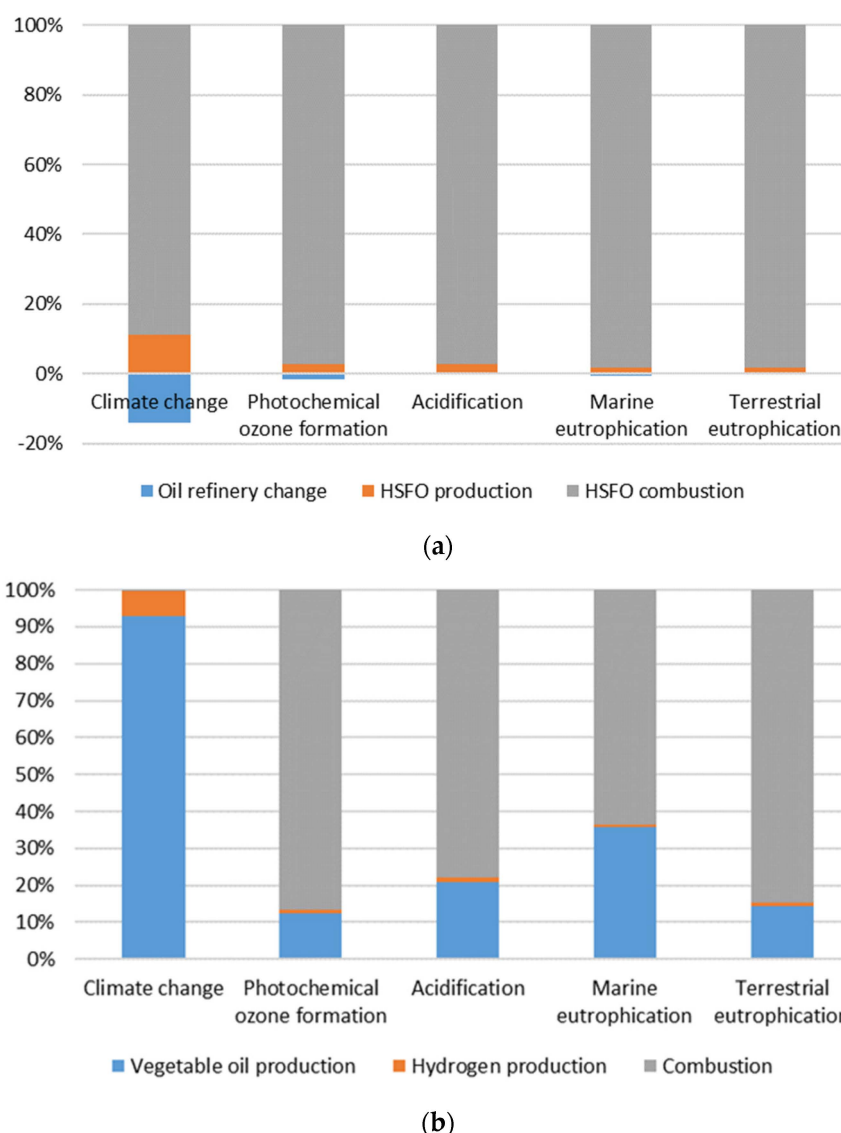 100%
80%
60%
40%
20%
0%
-20%
Climate change
Photochemical
ozone formation
Acidification
Marine
eutrophication
Terrestrial
eutrophication
Oil refinery change
HSFO production
HSFO combustion
(a)
100%
90%
80%
70%
60%
50%
40%
30%
20%
10%
0%
Climate change
Photochemical
ozone formation
Acidification
Marine
eutrophication
Terrestrial
eutrophication
Vegetable oil production
Hydrogen production
Combustion
(b)